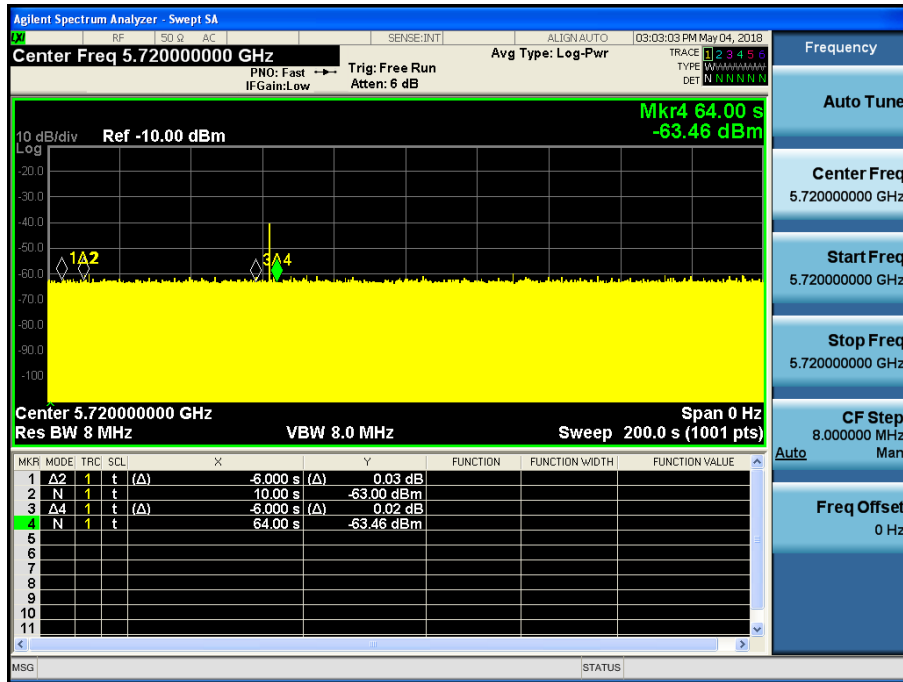 Agilent Spectrum Analyzer - Swept SA
LXI RF 50 Ω AC SENSE:INT ALIGN AUTO 03:03:03 PM May 04, 2018
Center Freq 5.720000000 GHz
PNO: Fast
IFGain:Low
Trig: Free Run
Atten: 6 dB
Avg Type: Log-Pwr
TRACE 1 2 3 4 5 6
TYPE WWWWWW
DET N N N N N N
Mkr4 64.00 s
-63.46 dBm
10 dB/div Ref -10.00 dBm
Log
-20.0
-30.0
-40.0
-50.0
1Δ2 3Δ4
-60.0
-70.0
-80.0
-90.0
-100
Center 5.720000000 GHz Span 0 Hz
Res BW 8 MHz VBW 8.0 MHz Sweep 200.0 s (1001 pts)
MKR MODE TRC SCL X Y FUNCTION FUNCTION WIDTH FUNCTION VALUE
1 Δ2 1 t (Δ) -6.000 s (Δ) 0.03 dB
2 N 1 t 10.00 s -63.00 dBm
3 Δ4 1 t (Δ) -6.000 s (Δ) 0.02 dB
4 N 1 t 64.00 s -63.46 dBm
5
6
7
8
9
10
11
MSG STATUS
Frequency
Auto Tune
Center Freq
5.720000000 GHz
Start Freq
5.720000000 GHz
Stop Freq
5.720000000 GHz
CF Step
8.000000 MHz
Auto Man
Freq Offset
0 Hz